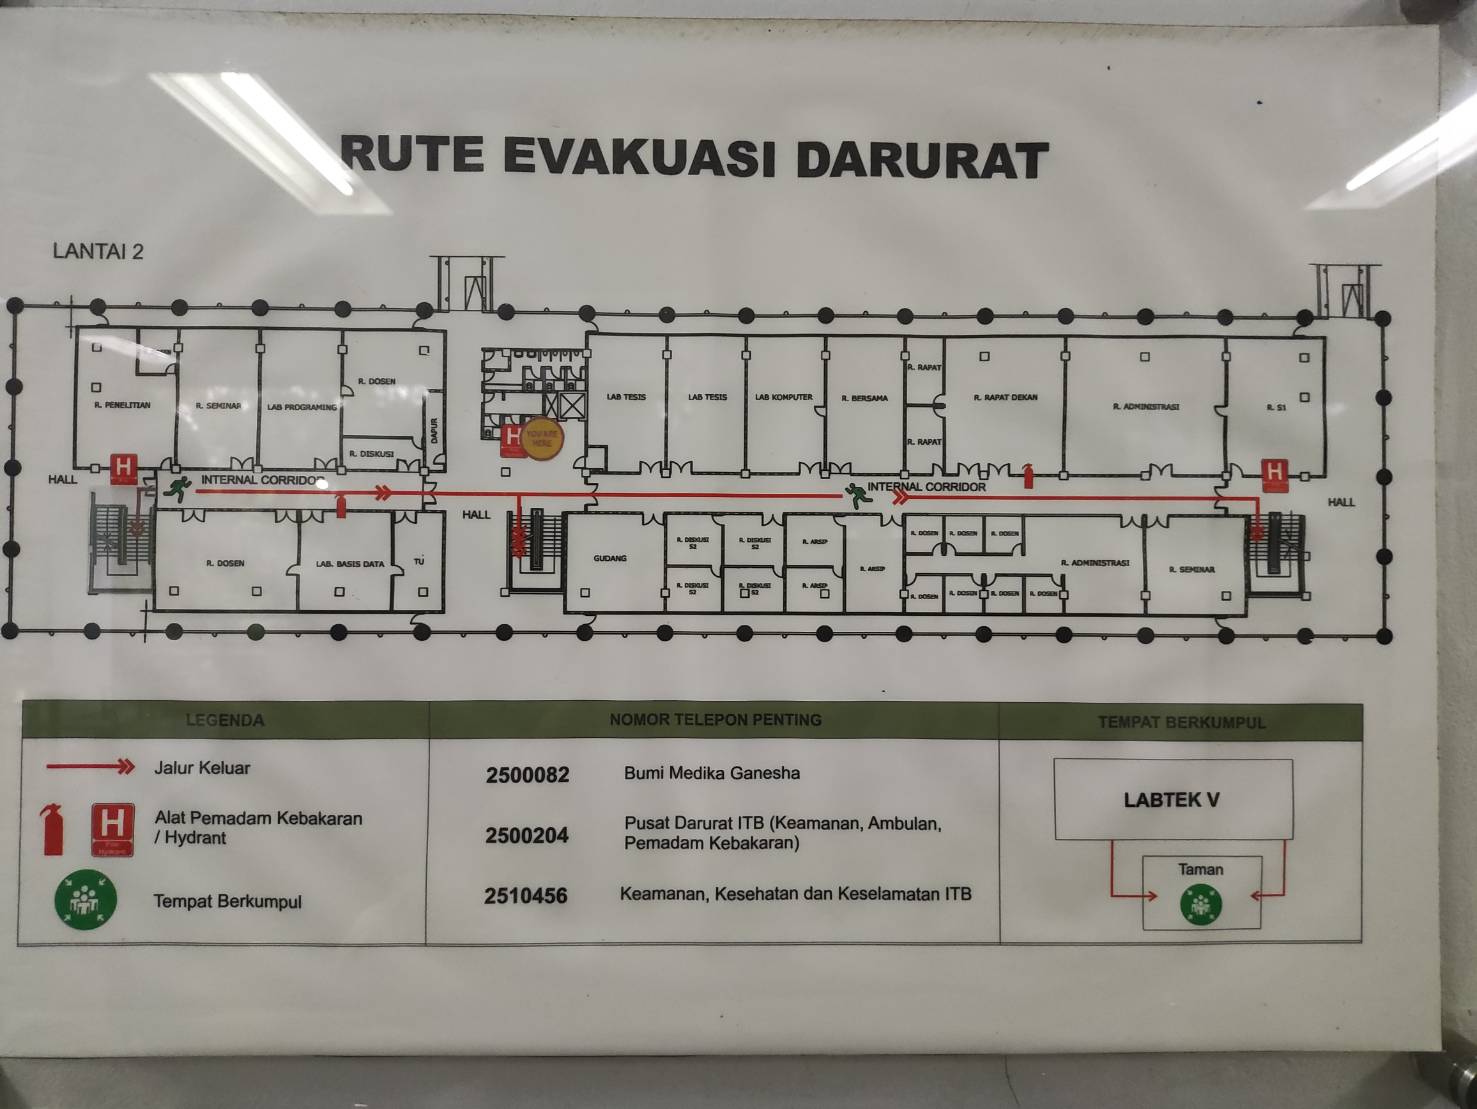 RUTE EVAKUASI DARURAT
LANTAI 2
R. PENELITIAN
R. SEMINAR
LAB PROGRAMING
R. DOSEN
R. DISKUSI
DAPUR
H
YOU ARE
HERE
LAB TESIS
LAB TESIS
LAB KOMPUTER
R. BERSAMA
R. RAPAT
R. RAPAT
R. RAPAT DEKAN
R. ADMINISTRASI
R. S1
H
H
HALL
INTERNAL CORRIDOR
HALL
INTERNAL CORRIDOR
HALL
R. DOSEN
LAB. BASIS DATA
TU
GUDANG
R. DISKUSI
S2
R. DISKUSI
S2
R. ARSIP
R. DISKUSI
S2
R. DISKUSI
S2
R. ARSIP
R. ARSIP
R. DOSEN
R. DOSEN
R. DOSEN
R. DOSEN
R. DOSEN
R. DOSEN
R. DOSEN
R. ADMINISTRASI
R. SEMINAR
LEGENDA
Jalur Keluar
H
Alat Pemadam Kebakaran
/ Hydrant
Tempat Berkumpul
NOMOR TELEPON PENTING
2500082 Bumi Medika Ganesha
2500204 Pusat Darurat ITB (Keamanan, Ambulan,
Pemadam Kebakaran)
2510456 Keamanan, Kesehatan dan Keselamatan ITB
TEMPAT BERKUMPUL
LABTEK V
Taman